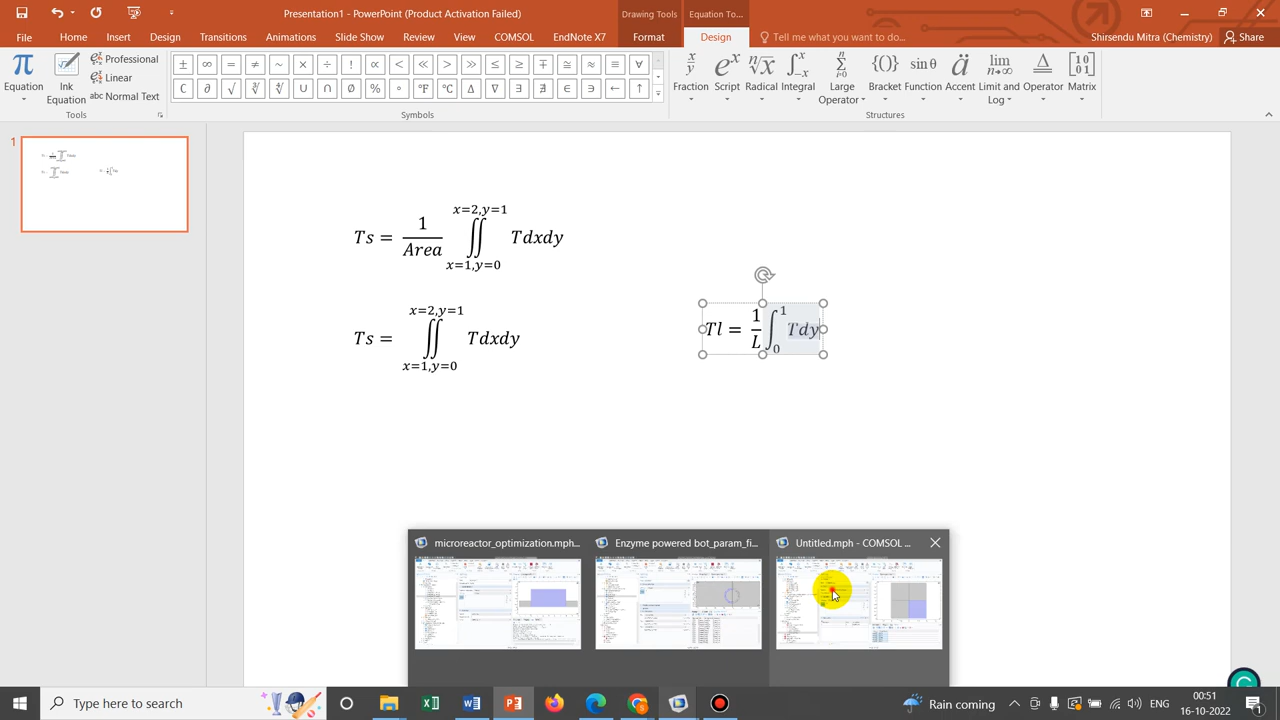 Presentation1 - PowerPoint (Product Activation Failed)
Drawing Tools
Equation To...
File
Home
Insert
Design
Transitions
Animations
Slide Show
Review
View
COMSOL
EndNote X7
Format
Design
Tell me what you want to do...
Shirsendu Mitra (Chemistry)
Share
Equation
Ink Equation
Professional
Linear
abc Normal Text
Fraction
Script
Radical
Integral
Large Operator
Bracket
Function
Accent
Limit and Log
Operator
Matrix
Tools
Symbols
Structures
1
x=2,y=1
Ts = 1/Area ∬ Tdxdy
x=1,y=0
x=2,y=1
Ts = ∬ Tdxdy
x=1,y=0
Tl = 1/L ∫₀¹ Tdy
microreactor_optimization.mph...
Enzyme powered bot_param_fi...
Untitled.mph - COMSOL ...
Type here to search
Rain coming
ENG
00:51
16-10-2022